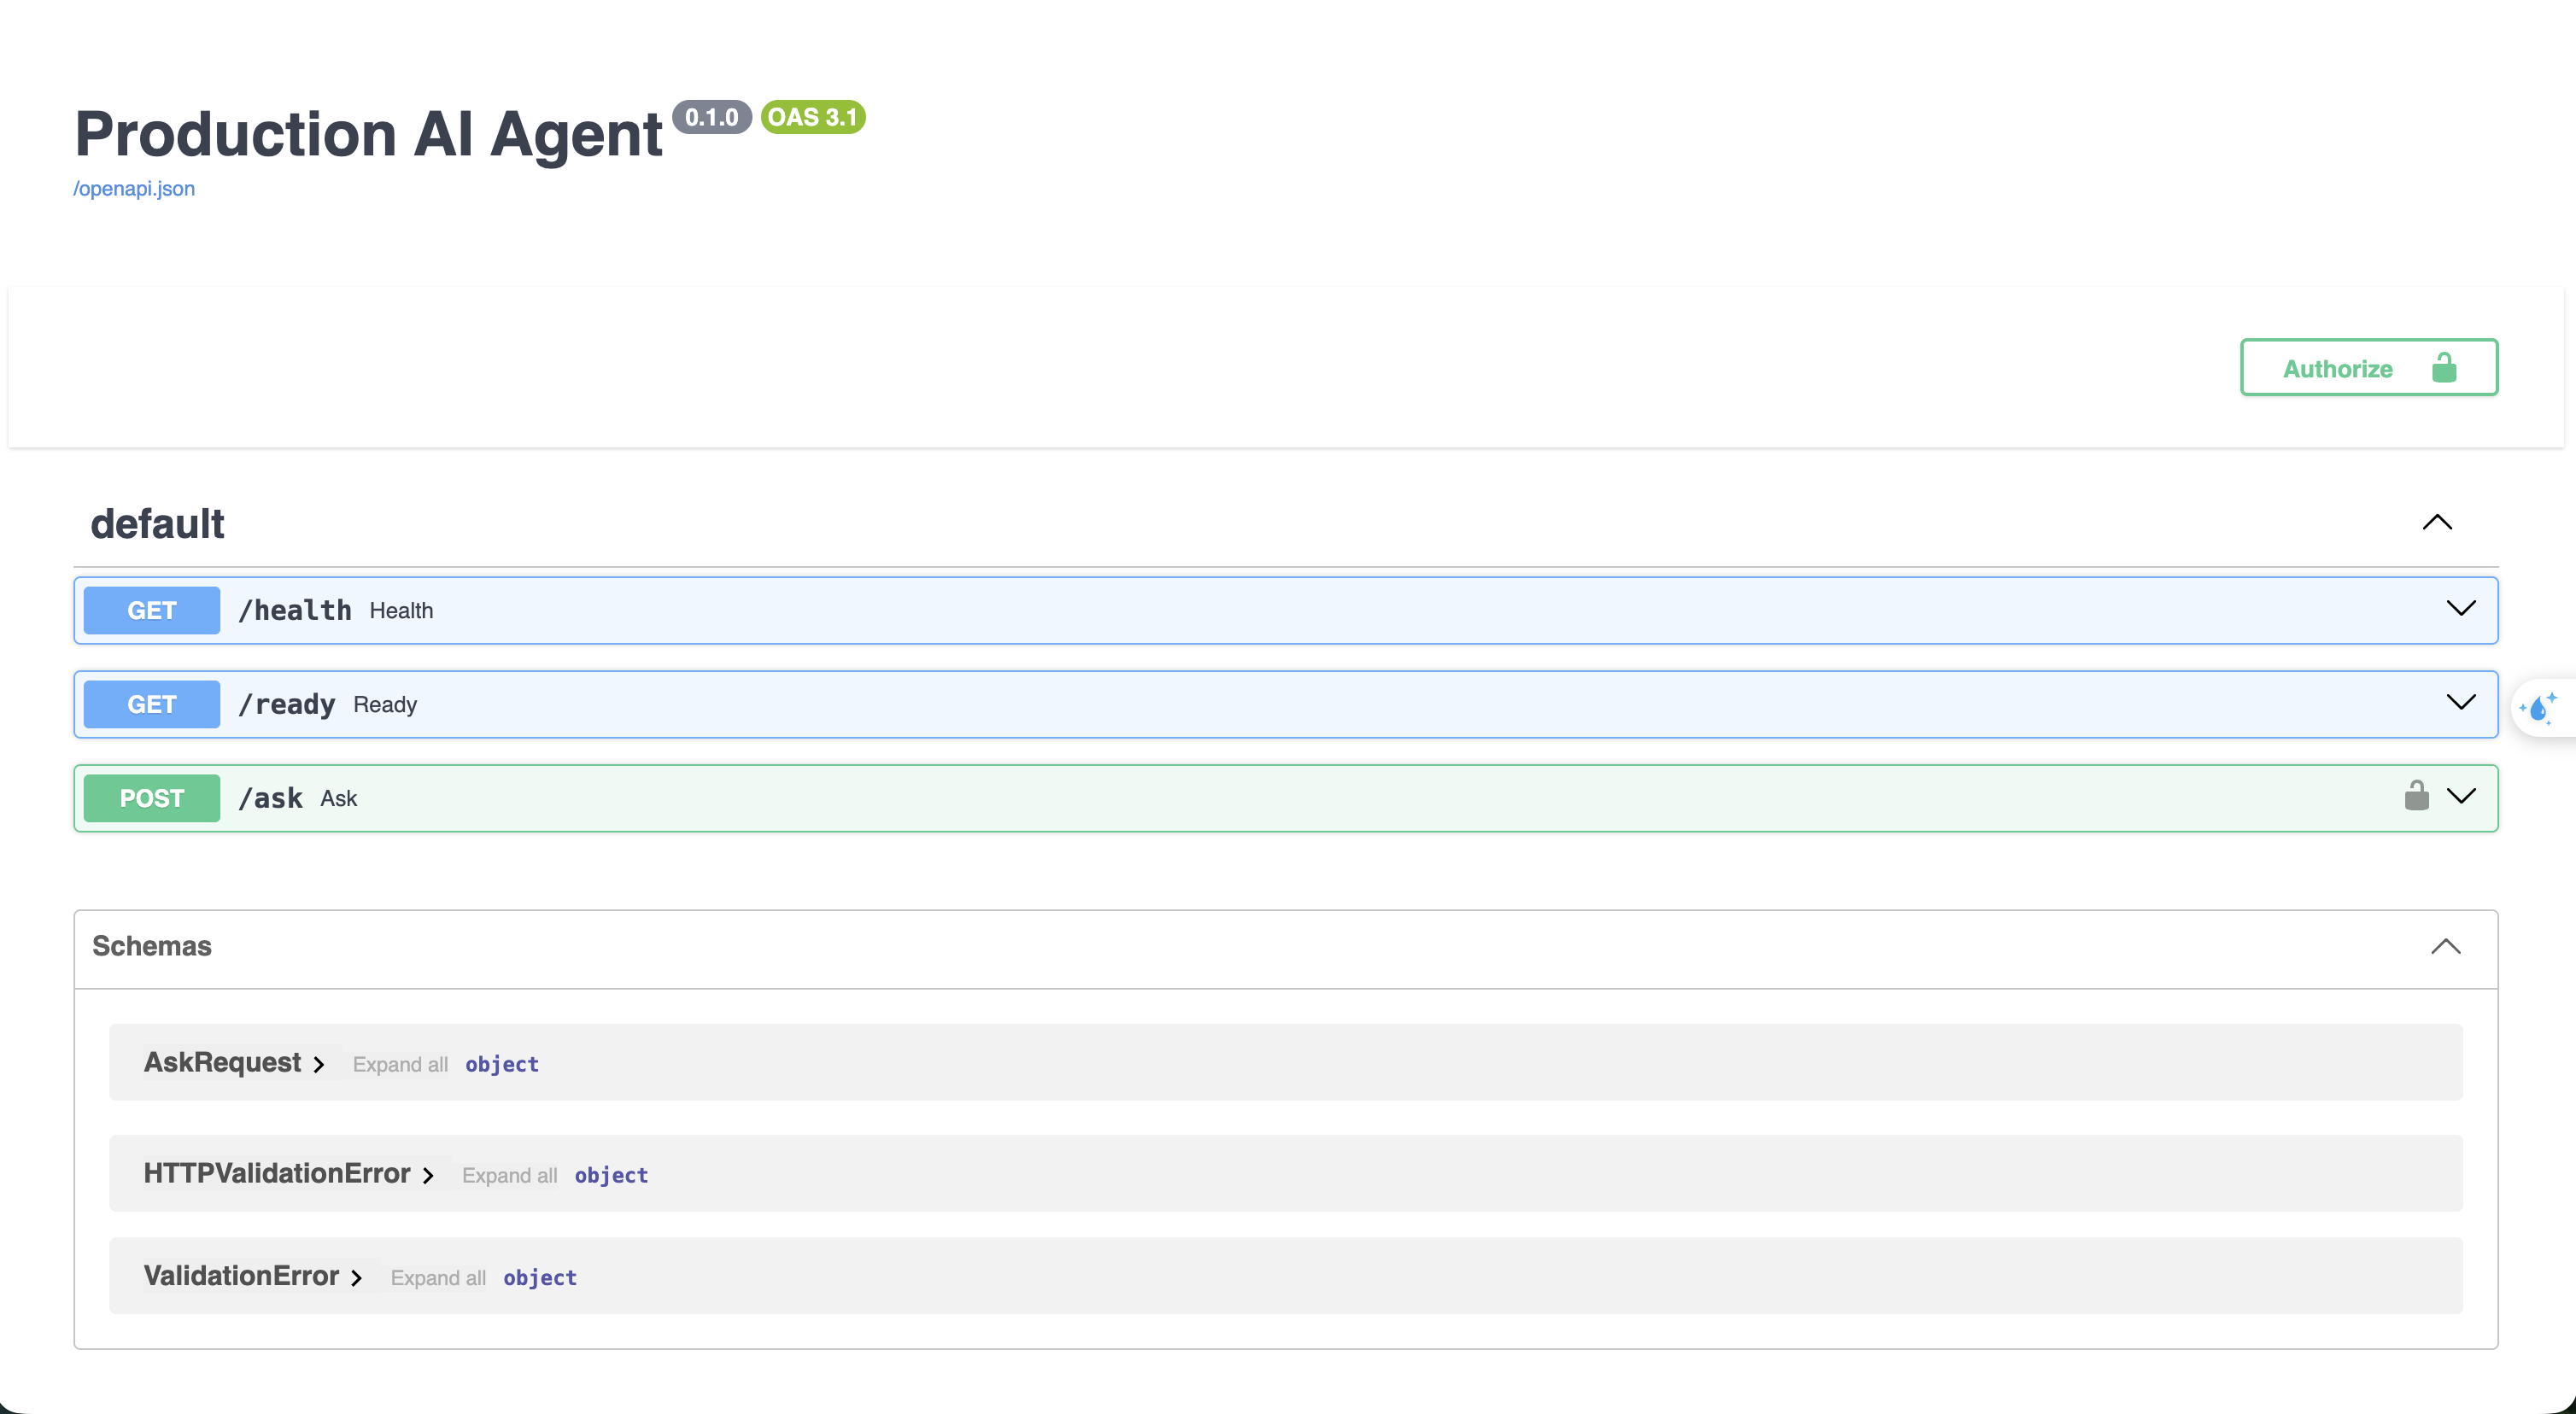 Production AI Agent 0.1.0 OAS 3.1
/openapi.json
Authorize
default
GET /health Health
GET /ready Ready
POST /ask Ask
Schemas
AskRequest Expand all object
HTTPValidationError Expand all object
ValidationError Expand all object